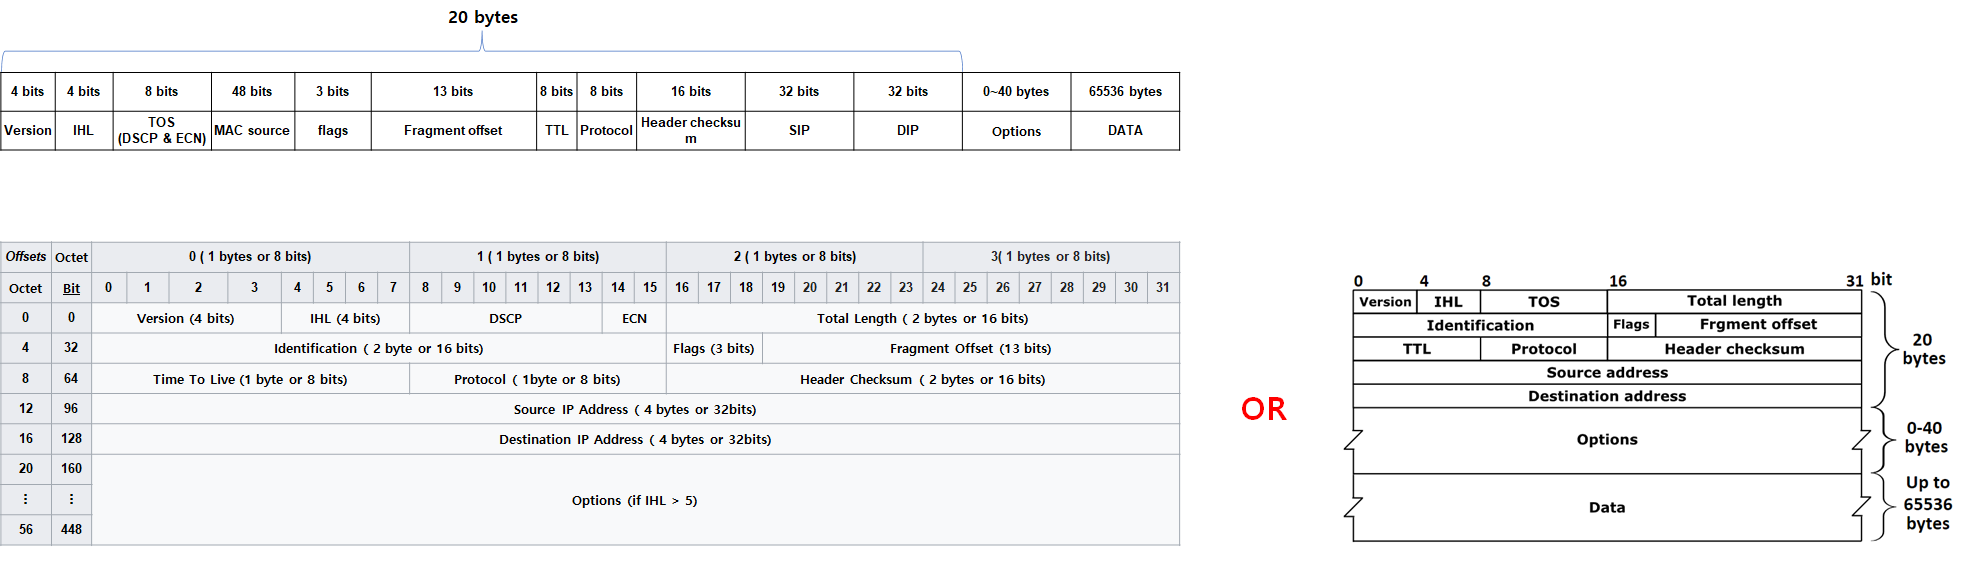 20 bytes
4 bits 4 bits 8 bits 48 bits 3 bits 13 bits 8 bits 8 bits 16 bits 32 bits 32 bits 0~40 bytes 65536 bytes
Version IHL TOS (DSCP & ECN) MAC source flags Fragment offset TTL Protocol Header checksu m SIP DIP Options DATA
Offsets Octet 0 ( 1 bytes or 8 bits) 1 ( 1 bytes or 8 bits) 2 ( 1 bytes or 8 bits) 3( 1 bytes or 8 bits)
Octet Bit 0 1 2 3 4 5 6 7 8 9 10 11 12 13 14 15 16 17 18 19 20 21 22 23 24 25 26 27 28 29 30 31
0 0 Version (4 bits) IHL (4 bits) DSCP ECN Total Length ( 2 bytes or 16 bits)
4 32 Identification ( 2 byte or 16 bits) Flags (3 bits) Fragment Offset (13 bits)
8 64 Time To Live (1 byte or 8 bits) Protocol ( 1byte or 8 bits) Header Checksum ( 2 bytes or 16 bits)
12 96 Source IP Address ( 4 bytes or 32bits)
16 128 Destination IP Address ( 4 bytes or 32bits)
20 160
⋮ ⋮ Options (if IHL > 5)
56 448
OR
0 4 8 16 31 bit
Version IHL TOS Total length
Identification Flags Frgment offset
TTL Protocol Header checksum
Source address
Destination address
20
bytes
Options
0-40
bytes
Data
Up to
65536
bytes